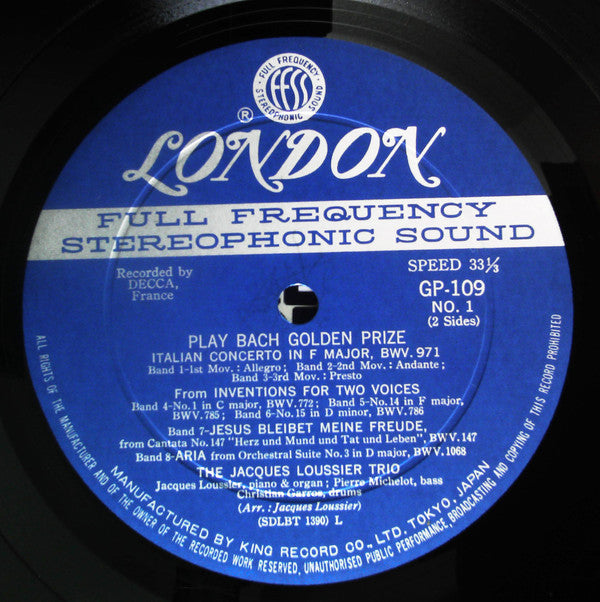 FULL FREQUENCY
STEREOPHONIC SOUND
FFSS
®
LONDON
FULL FREQUENCY
STEREOPHONIC SOUND
Recorded by
DECCA,
France
SPEED 33⅓
GP-109
NO. 1
(2 Sides)
PLAY BACH GOLDEN PRIZE
ITALIAN CONCERTO IN F MAJOR, BWV. 971
Band 1-1st Mov.: Allegro; Band 2-2nd Mov.: Andante;
Band 3-3rd Mov.: Presto
From INVENTIONS FOR TWO VOICES
Band 4-No. 1 in C major, BWV. 772; Band 5-No. 14 in F major,
BWV. 785; Band 6-No. 15 in D minor, BWV. 786
Band 7-JESUS BLEIBET MEINE FREUDE,
from Cantata No. 147 "Herz und Mund und Tat und Leben", BWV. 147
Band 8-ARIA from Orchestral Suite No. 3 in D major, BWV. 1068
THE JACQUES LOUSSIER TRIO
Jacques Loussier, piano & organ; Pierre Michelot, bass
Christian Garros, drums
(Arr.: Jacques Loussier)
(SDLBT 1390) L
MANUFACTURED BY KING RECORD CO., LTD. TOKYO, JAPAN
ALL RIGHTS OF THE MANUFACTURER AND OF THE OWNER OF THE RECORDED WORK RESERVED, UNAUTHORISED PUBLIC PERFORMANCE, BROADCASTING AND COPYING OF THIS RECORD PROHIBITED